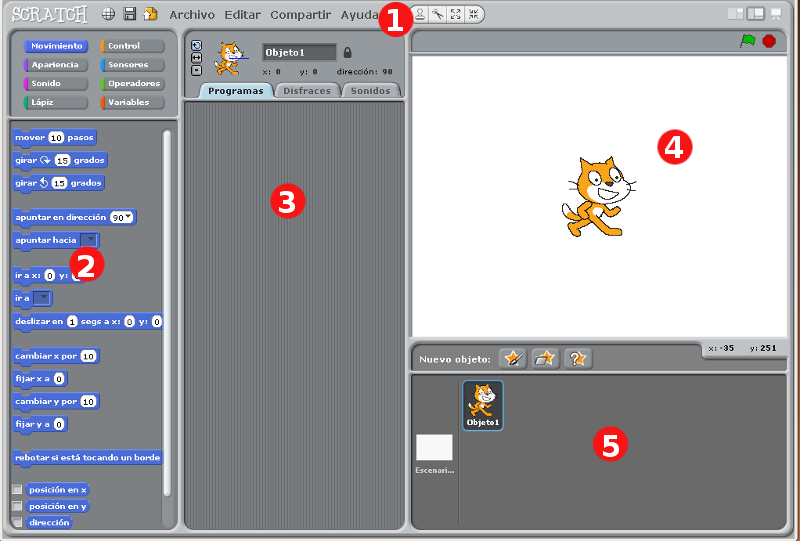 SCRATCH Archivo Editar Compartir Ayuda 1
Movimiento Control
Apariencia Sensores
Sonido Operadores
Lápiz Variables
mover 10 pasos
girar 15 grados
girar 15 grados
apuntar en dirección 90
apuntar hacia
2
ir a x: 0 y:
ir a
deslizar en 1 segs a x: 0 y: 0
cambiar x por 10
fijar x a 0
cambiar y por 10
fijar y a 0
rebotar si está tocando un borde
posición en x
posición en y
dirección
Objeto1
x: 0 y: 0 dirección: 90
Programas Disfraces Sonidos
3
4
x: -35 y: 251
Nuevo objeto:
Objeto1
5
Escenari...